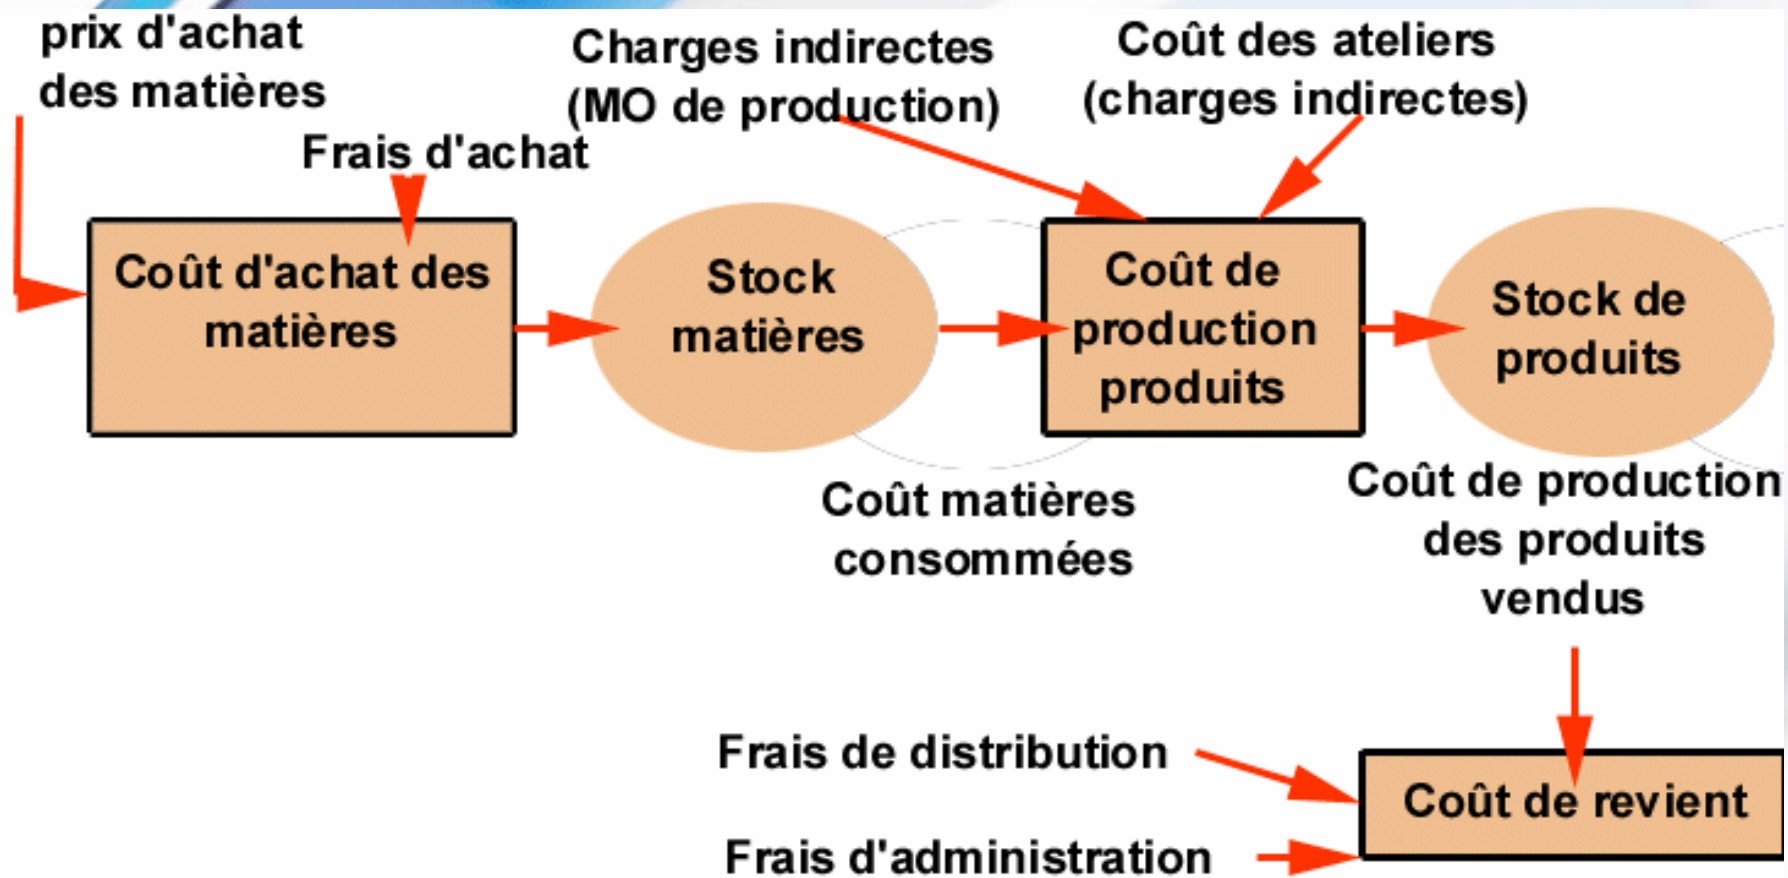 prix d'achat
des matières
Frais d'achat
Charges indirectes
(MO de production)
Coût des ateliers
(charges indirectes)
Coût d'achat des
matières
Stock
matières
Coût de
production
produits
Stock de
produits
Coût matières
consommées
Coût de production
des produits
vendus
Frais de distribution
Frais d'administration
Coût de revient